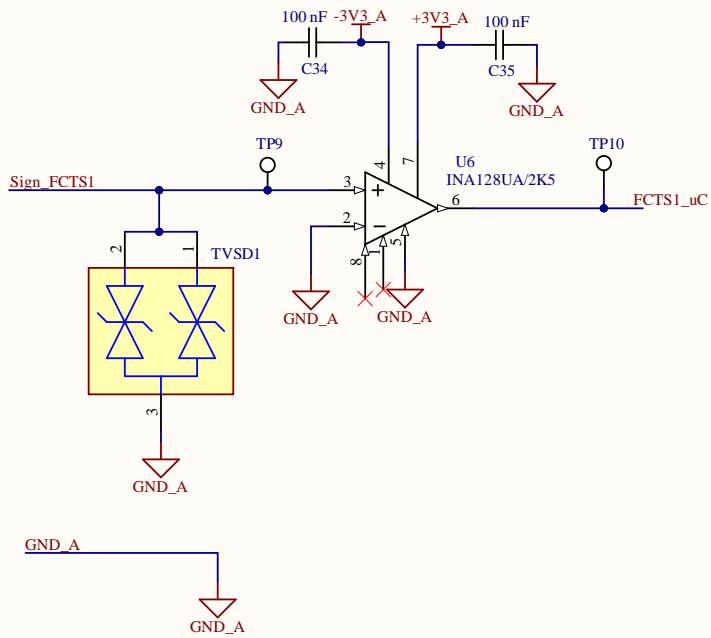 100 nF
-3V3_A
+3V3_A
100 nF
C34
C35
GND_A
GND_A
TP9
TP10
4
7
U6
INA128UA/2K5
Sign_FCTS1
3
6
FCTS1_uC
2
8
1
5
2
1
TVSD1
GND_A
GND_A
3
GND_A
GND_A
GND_A